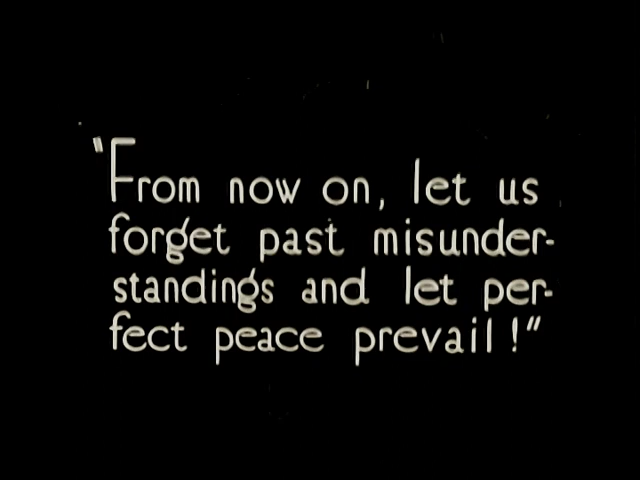 "From now on, let us
forget past misunder-
standings and let per-
fect peace prevail!"